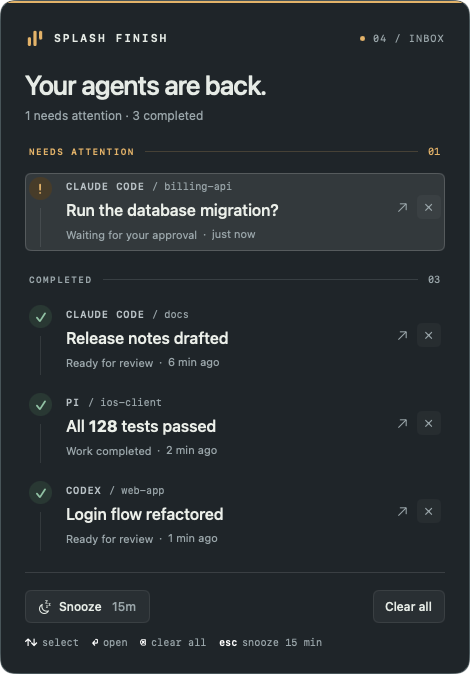 SPLASH FINISH
04 / INBOX
Your agents are back.
1 needs attention · 3 completed
NEEDS ATTENTION
01
CLAUDE CODE / billing-api
Run the database migration?
Waiting for your approval · just now
COMPLETED
03
CLAUDE CODE / docs
Release notes drafted
Ready for review · 6 min ago
PI / ios-client
All 128 tests passed
Work completed · 2 min ago
CODEX / web-app
Login flow refactored
Ready for review · 1 min ago
Snooze 15m
Clear all
↑↓ select ↵ open ⌫ clear all esc snooze 15 min